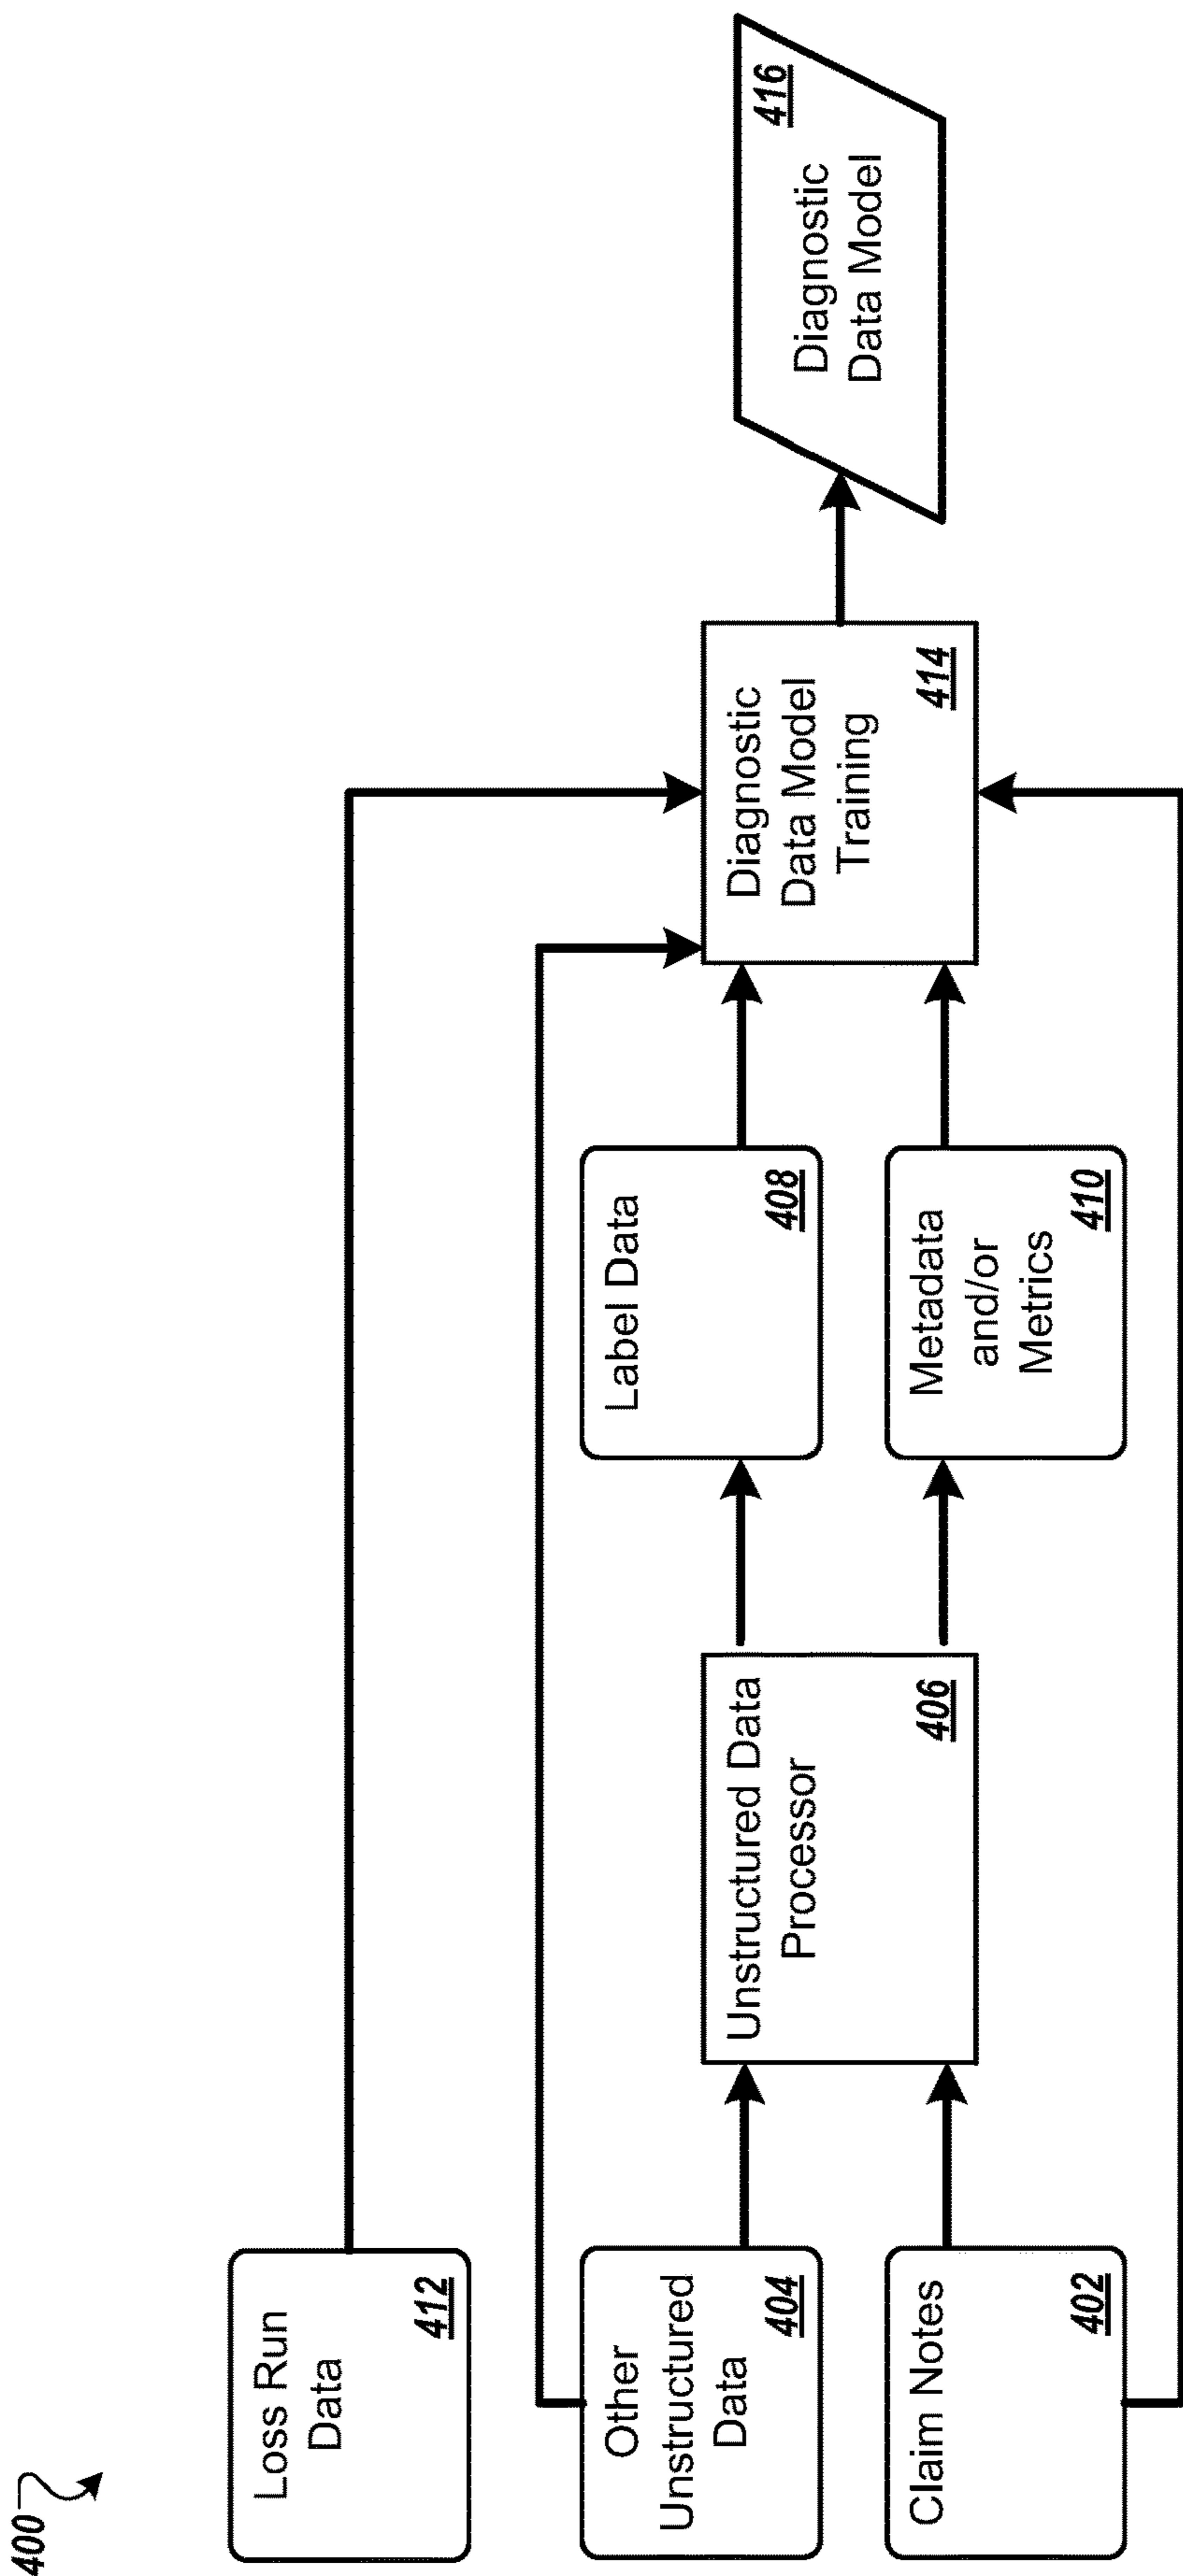 400
Loss Run
Data
412
Other
Unstructured
Data
404
Claim Notes
402
Unstructured Data
Processor
406
Label Data
408
Metadata
and/or
Metrics
410
Diagnostic
Data Model
Training
414
416
Diagnostic
Data Model